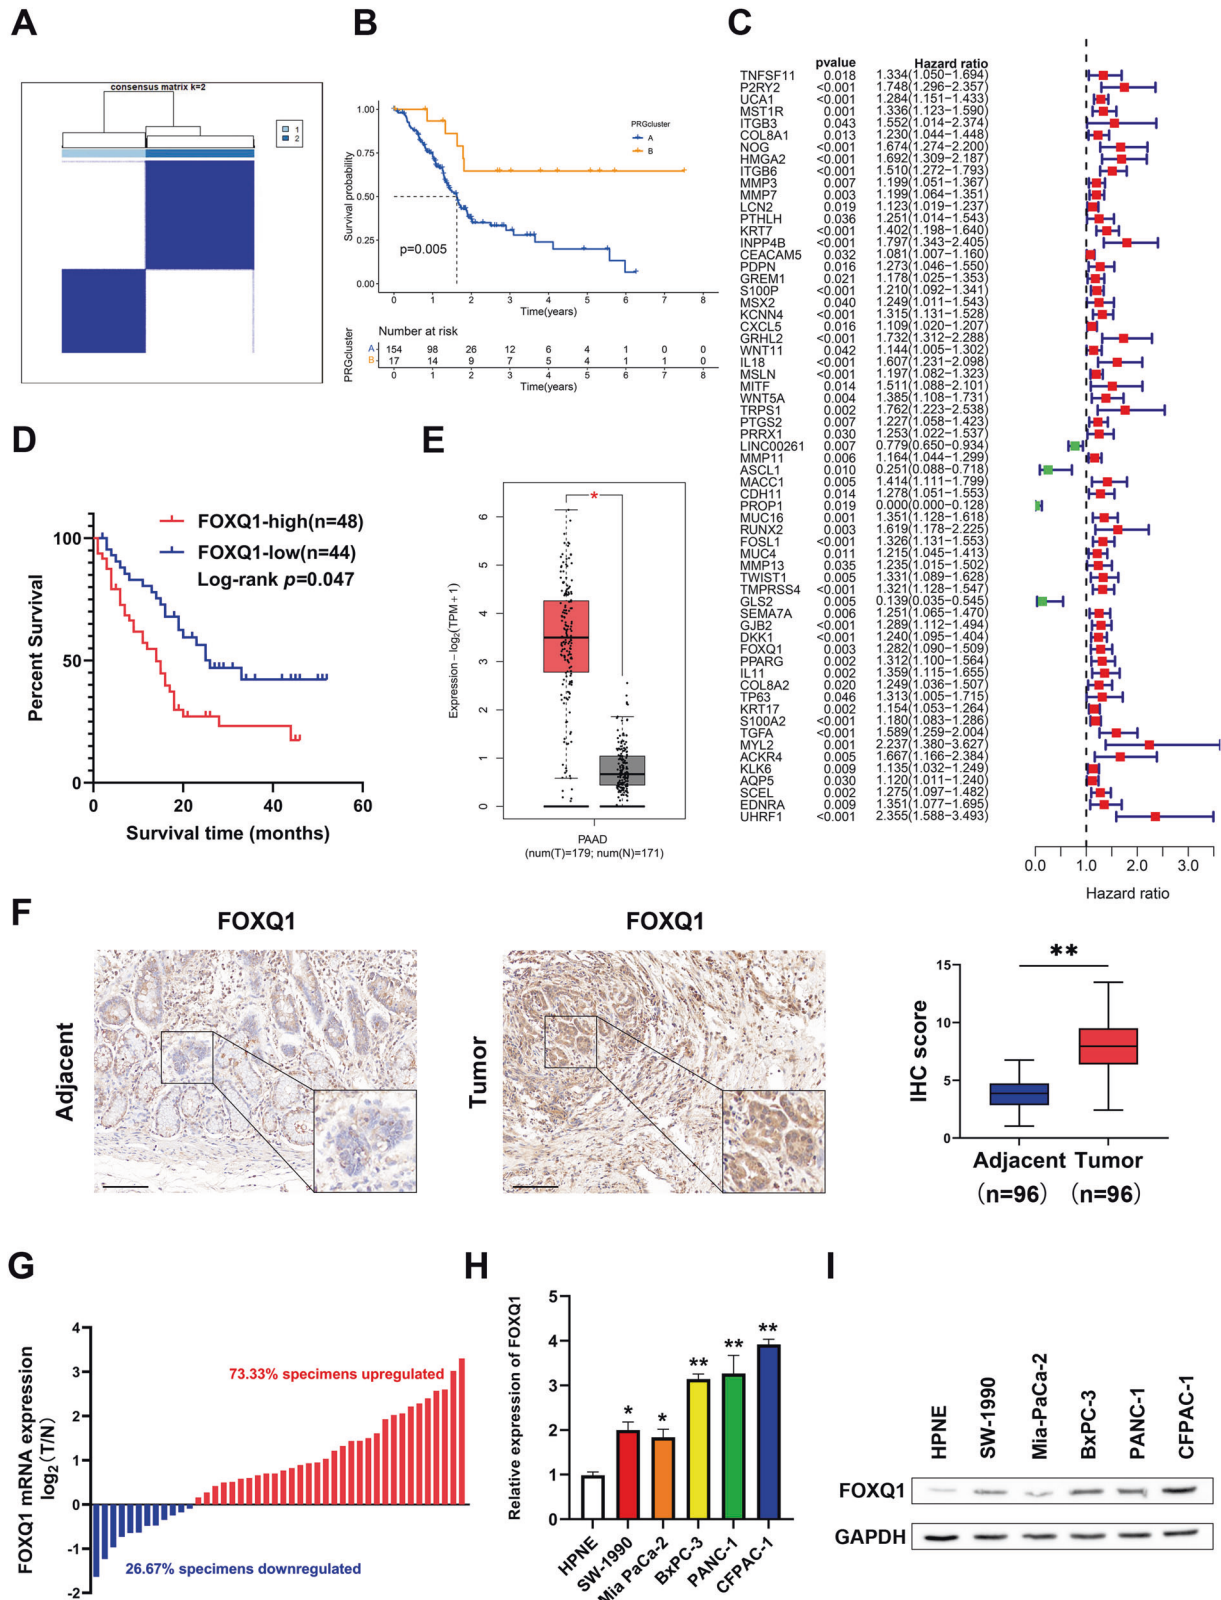 A
consensus matrix k=2
1
2
B
PRGcluster
A
B
Survival probability
1.00
0.75
0.50
0.25
0.00
p=0.005
0 1 2 3 4 5 6 7 8
Time(years)
Number at risk
PRGcluster
A 154 98 26 12 6 4 1 0 0
B 17 14 9 7 5 4 1 1 0
0 1 2 3 4 5 6 7 8
Time(years)
C
pvalue Hazard ratio
TNFSF11 0.018 1.334(1.050−1.694)
P2RY2 <0.001 1.748(1.296−2.357)
UCA1 <0.001 1.284(1.151−1.433)
MST1R 0.001 1.336(1.123−1.590)
ITGB3 0.043 1.552(1.014−2.374)
COL8A1 0.013 1.230(1.044−1.448)
NOG <0.001 1.674(1.274−2.200)
HMGA2 <0.001 1.692(1.309−2.187)
ITGB6 <0.001 1.510(1.272−1.793)
MMP3 0.007 1.199(1.051−1.367)
MMP7 0.003 1.199(1.064−1.351)
LCN2 0.019 1.123(1.019−1.237)
PTHLH 0.036 1.251(1.014−1.543)
KRT7 <0.001 1.402(1.198−1.640)
INPP4B <0.001 1.797(1.343−2.405)
CEACAM5 0.032 1.081(1.007−1.160)
PDPN 0.016 1.273(1.046−1.550)
GREM1 0.021 1.178(1.025−1.353)
S100P <0.001 1.210(1.092−1.341)
MSX2 0.040 1.249(1.011−1.543)
KCNN4 <0.001 1.315(1.131−1.528)
CXCL5 0.016 1.109(1.020−1.207)
GRHL2 <0.001 1.732(1.312−2.288)
WNT11 0.042 1.144(1.005−1.302)
IL18 <0.001 1.607(1.231−2.098)
MSLN <0.001 1.197(1.082−1.323)
MITF 0.014 1.511(1.088−2.101)
WNT5A 0.004 1.385(1.108−1.731)
TRPS1 0.002 1.762(1.223−2.538)
PTGS2 0.007 1.227(1.058−1.423)
PRRX1 0.030 1.253(1.022−1.537)
LINC00261 0.007 0.779(0.650−0.934)
MMP11 0.006 1.164(1.044−1.299)
ASCL1 0.010 0.251(0.088−0.718)
MACC1 0.005 1.414(1.111−1.799)
CDH11 0.014 1.278(1.051−1.553)
PROP1 0.019 0.000(0.000−0.128)
MUC16 0.001 1.351(1.128−1.618)
RUNX2 0.003 1.619(1.178−2.225)
FOSL1 <0.001 1.326(1.131−1.553)
MUC4 0.011 1.215(1.045−1.413)
MMP13 0.035 1.235(1.015−1.502)
TWIST1 0.005 1.331(1.089−1.628)
TMPRSS4 <0.001 1.321(1.128−1.547)
GLS2 0.005 0.139(0.035−0.545)
SEMA7A 0.006 1.251(1.065−1.470)
GJB2 <0.001 1.289(1.112−1.494)
DKK1 <0.001 1.240(1.095−1.404)
FOXQ1 0.003 1.282(1.090−1.509)
PPARG 0.002 1.312(1.100−1.564)
IL11 0.002 1.359(1.115−1.655)
COL8A2 0.020 1.249(1.036−1.507)
TP63 0.046 1.313(1.005−1.715)
KRT17 0.002 1.154(1.053−1.264)
S100A2 <0.001 1.180(1.083−1.286)
TGFA <0.001 1.589(1.259−2.004)
MYL2 0.001 2.237(1.380−3.627)
ACKR4 0.005 1.667(1.166−2.384)
KLK6 0.009 1.135(1.032−1.249)
AQP5 0.030 1.120(1.011−1.240)
SCEL 0.002 1.275(1.097−1.482)
EDNRA 0.009 1.351(1.077−1.695)
UHRF1 <0.001 2.355(1.588−3.493)
0.0 1.0 2.0 3.0
Hazard ratio
D
FOXQ1-high(n=48)
FOXQ1-low(n=44)
Log-rank p=0.047
Percent Survival
100
50
0
0 20 40 60
Survival time (months)
E
*
Expression − log2(TPM + 1)
6
5
4
3
2
1
0
PAAD
(num(T)=179; num(N)=171)
F
FOXQ1
Adjacent
FOXQ1
Tumor
**
IHC score
15
10
5
0
Adjacent Tumor
(n=96) (n=96)
G
FOXQ1 mRNA expression
log2(T/N)
4
3
2
1
0
-1
-2
73.33% specimens upregulated
26.67% specimens downregulated
H
Relative expression of FOXQ1
5
4
3
2
1
0
* * ** ** **
HPNE
SW-1990
Mia PaCa-2
BxPC-3
PANC-1
CFPAC-1
I
HPNE
SW-1990
Mia-PaCa-2
BxPC-3
PANC-1
CFPAC-1
FOXQ1
GAPDH